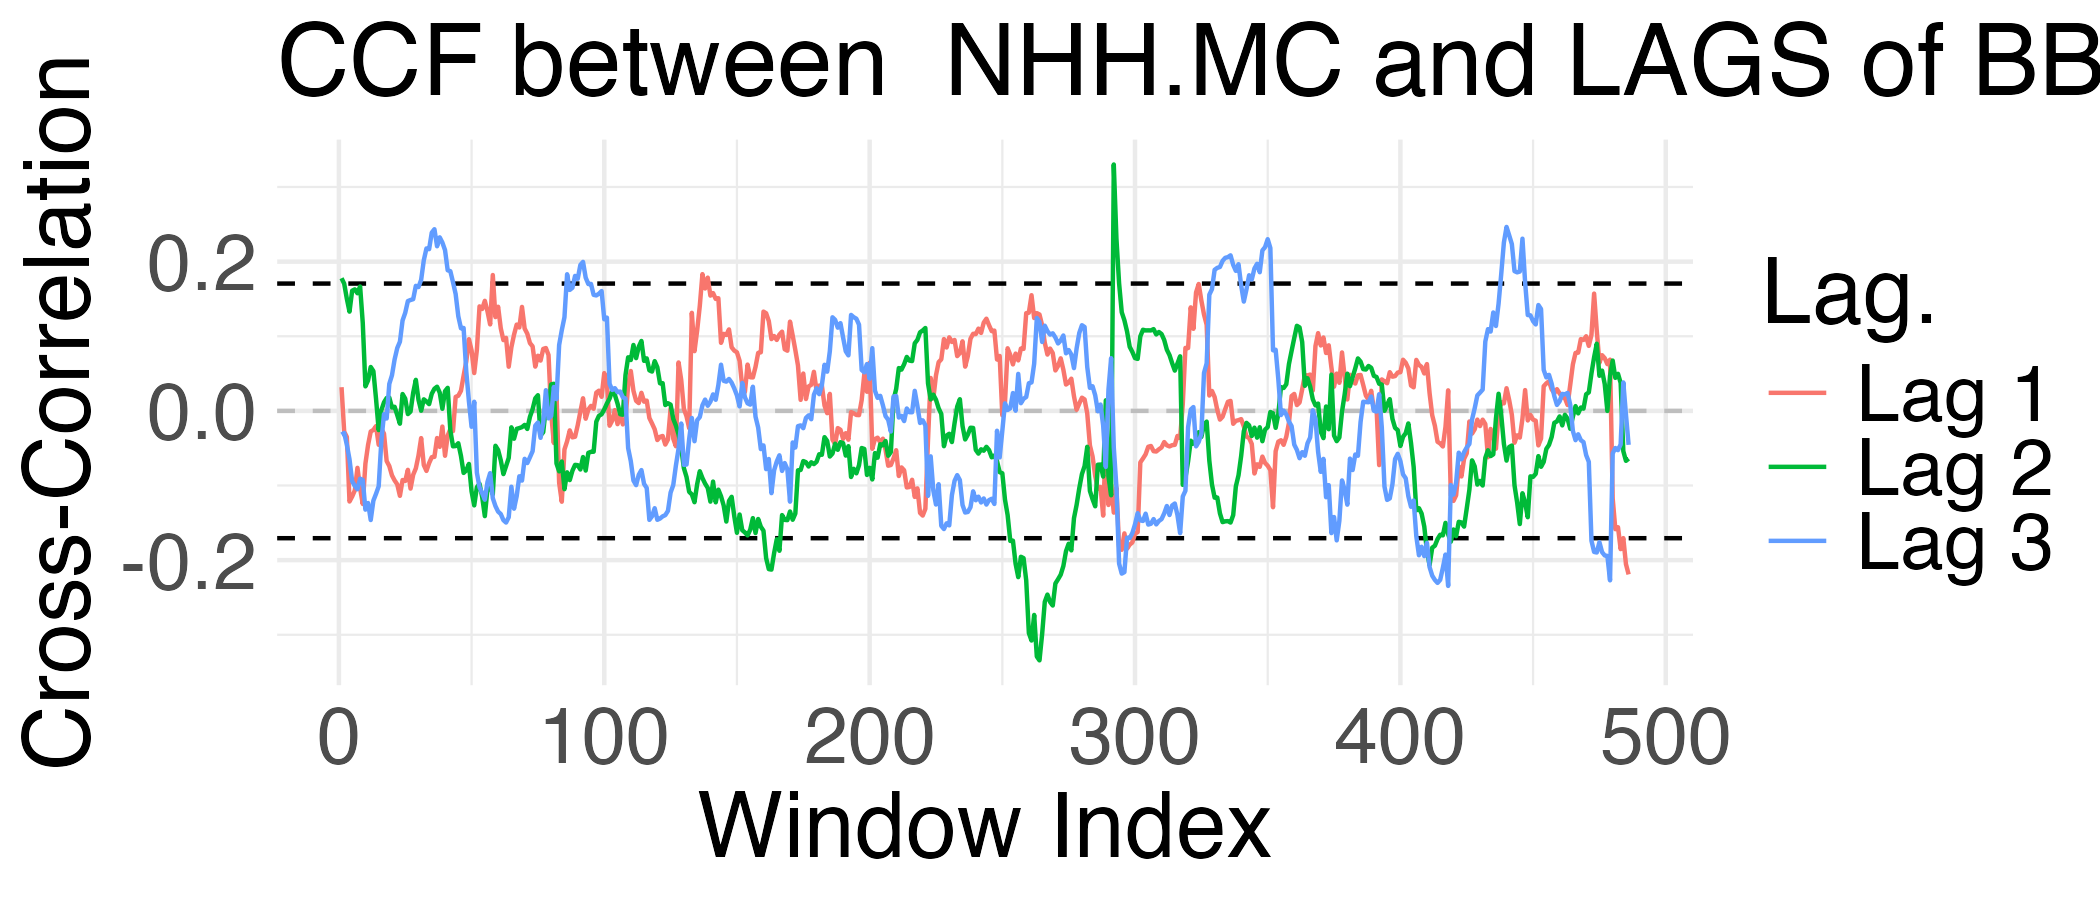 CCF between  NHH.MC and LAGS of BB
Cross-Correlation
0.2
0.0
-0.2
0
100
200
300
400
500
Window Index
Lag.
Lag 1
Lag 2
Lag 3